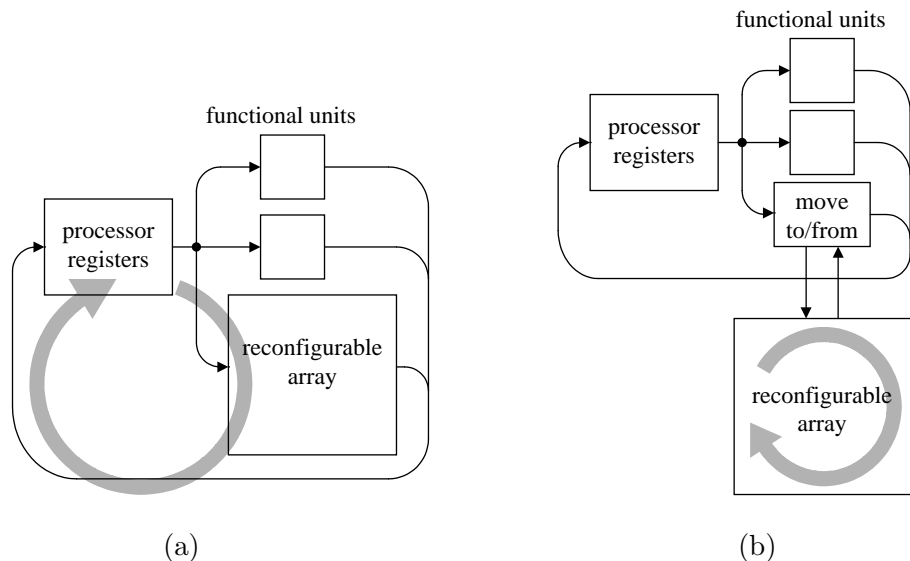 functional units
processor
registers
reconfigurable
array
(a)
functional units
processor
registers
move
to/from
reconfigurable
array
(b)